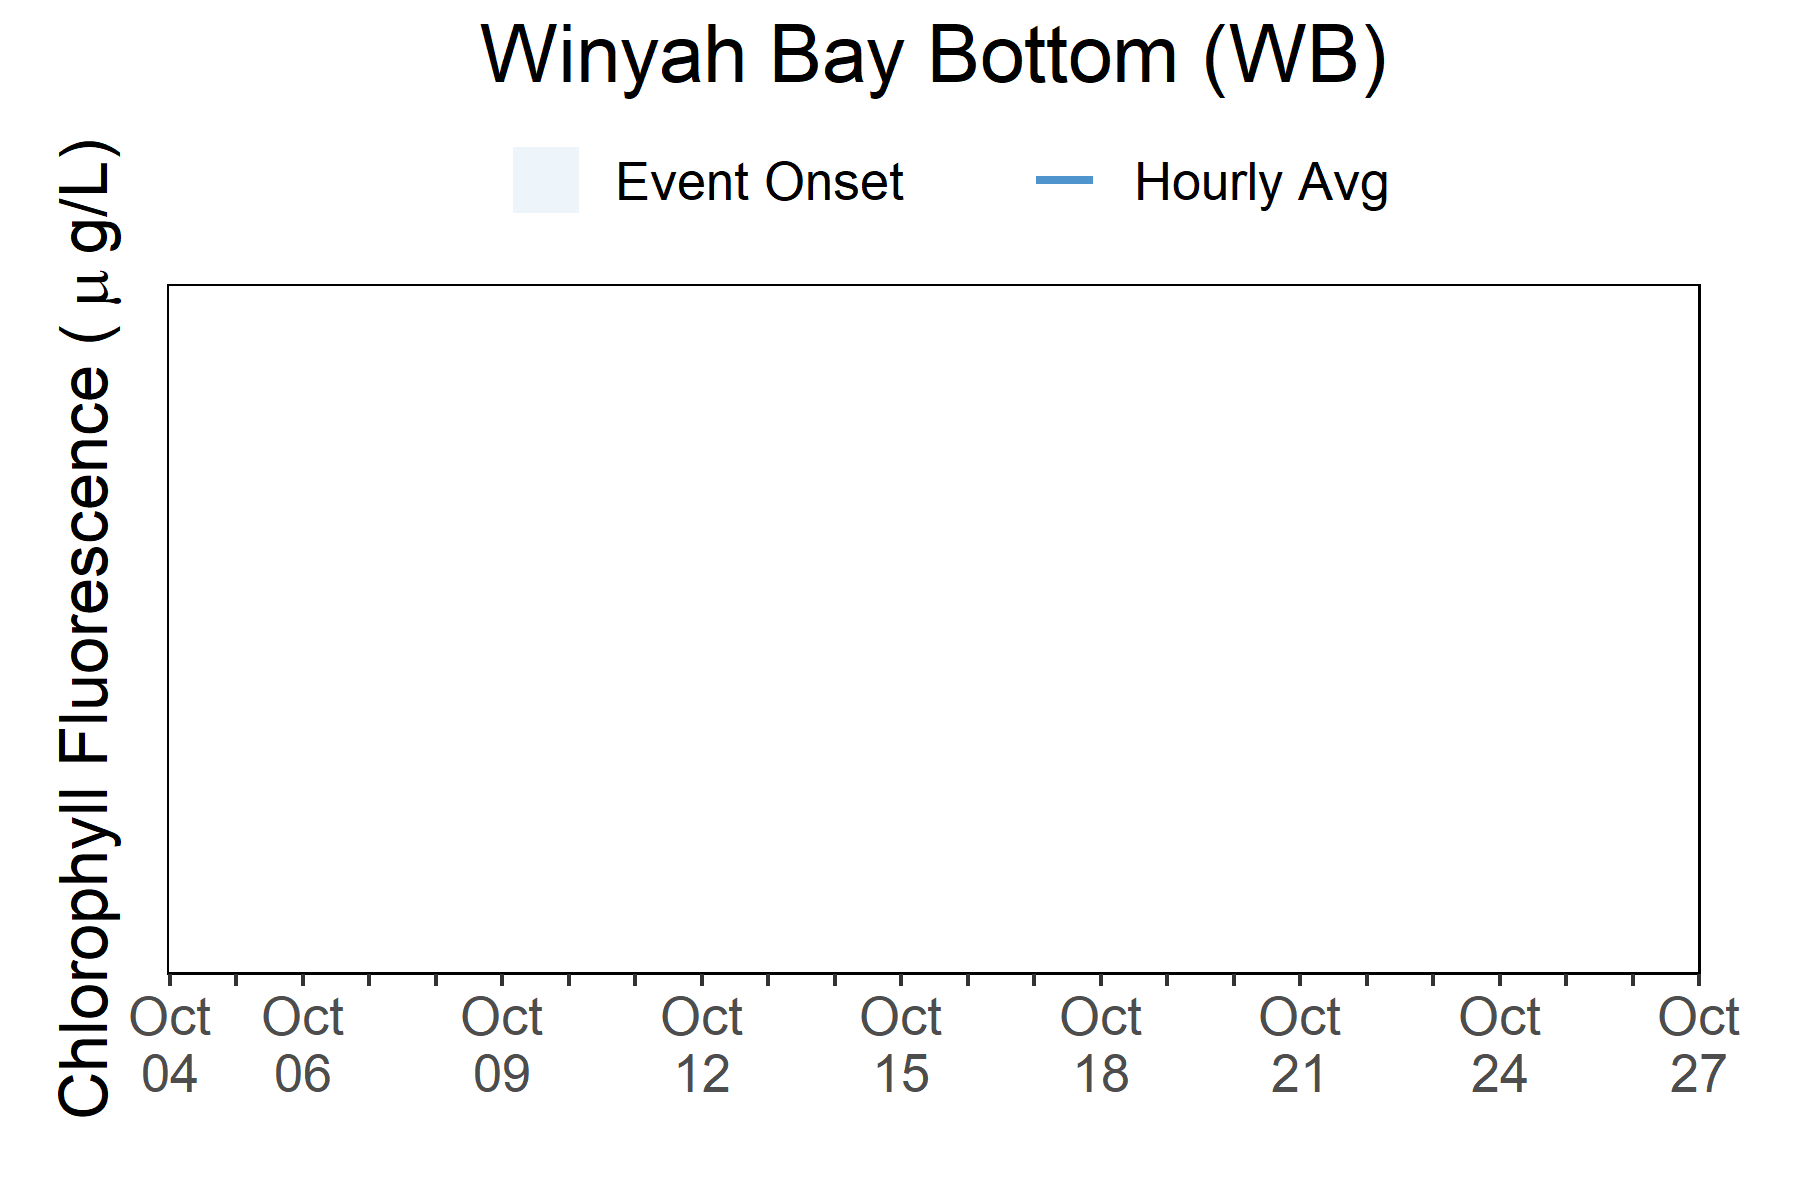 Winyah Bay Bottom (WB)
Event Onset
Hourly Avg
Chlorophyll Fluorescence ( μ g/L)
Oct 04
Oct 06
Oct 09
Oct 12
Oct 15
Oct 18
Oct 21
Oct 24
Oct 27